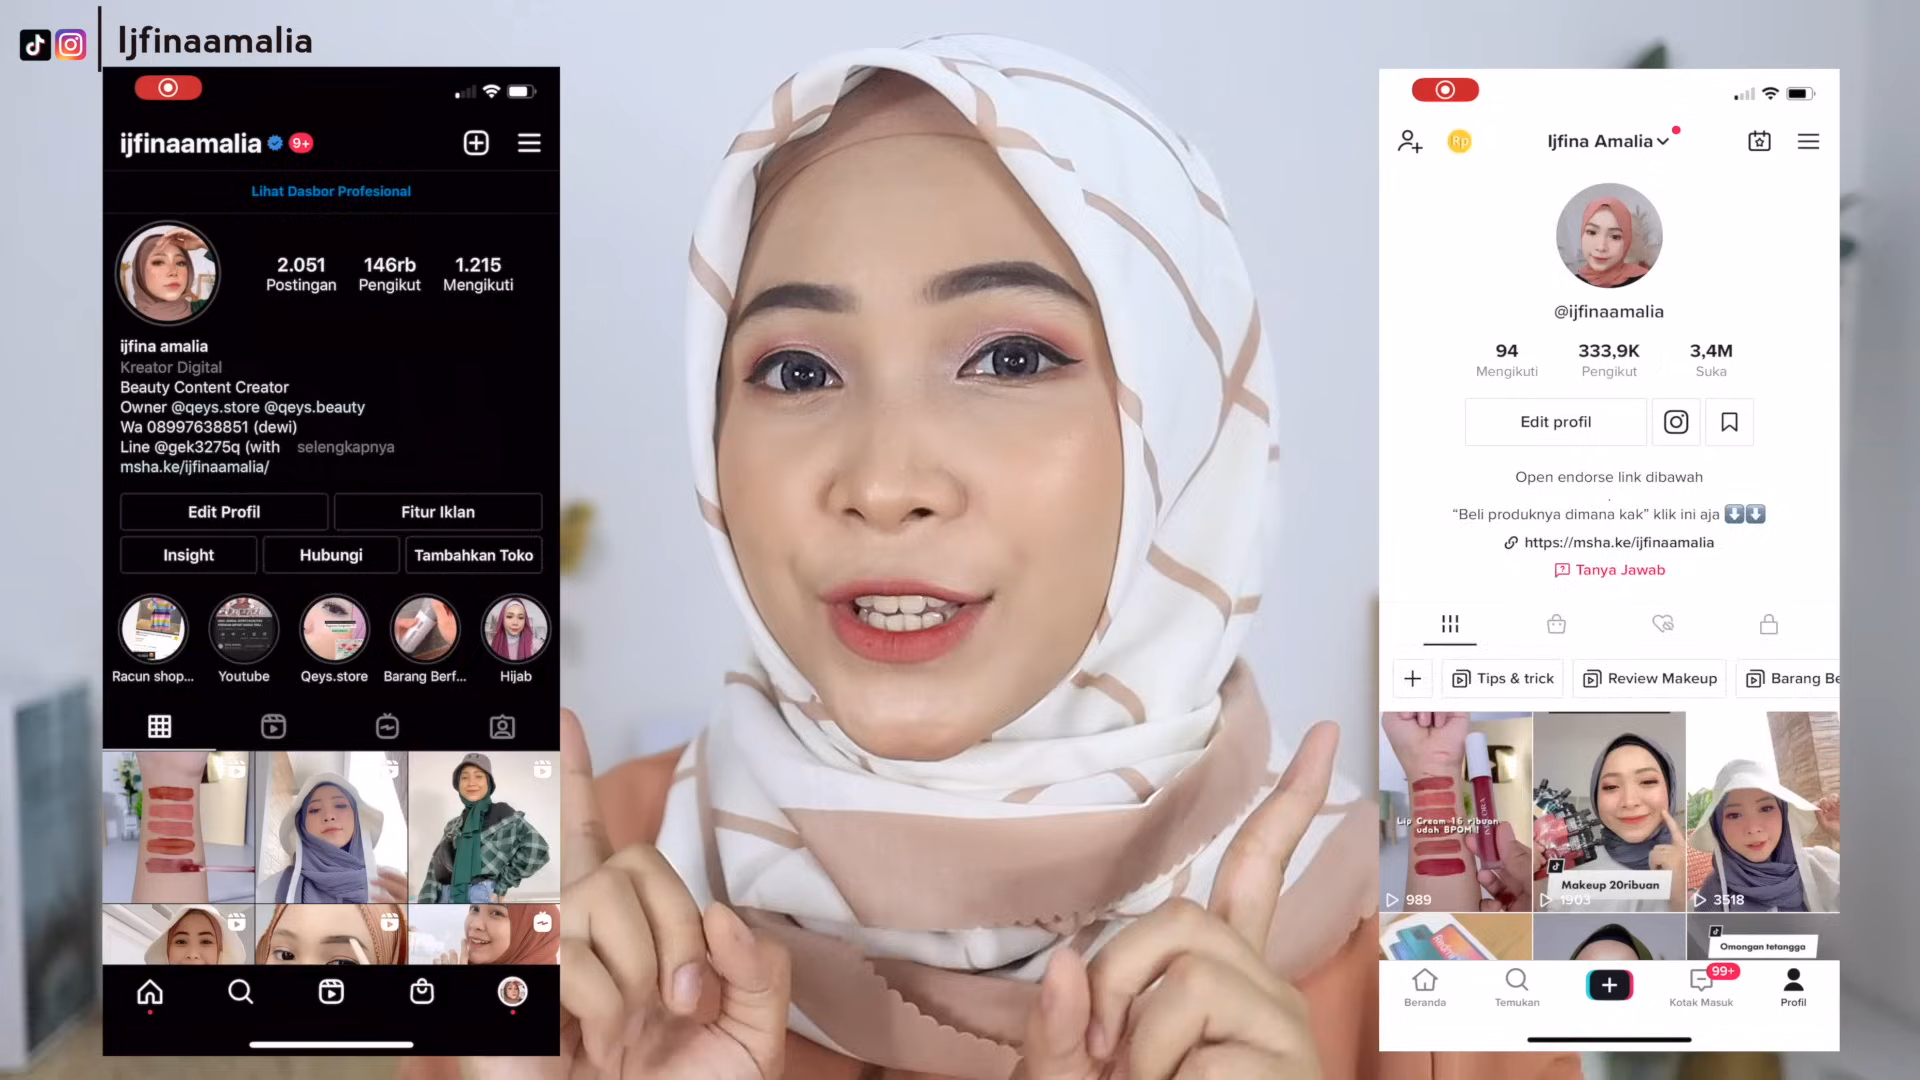 Ijfinaamalia
ijfinaamalia 9+
Lihat Dasbor Profesional
2.051 146rb 1.215
Postingan Pengikut Mengikuti
ijfina amalia
Kreator Digital
Beauty Content Creator
Owner @qeys.store @qeys.beauty
Wa 08997638851 (dewi)
Line @gek3275q (with selengkapnya
msha.ke/ijfinaamalia/
Edit Profil Fitur Iklan
Insight Hubungi Tambahkan Toko
Racun shop... Youtube Qeys.store Barang Berf... Hijab
Rp Ijfina Amalia
@ijfinaamalia
94 333,9K 3,4M
Mengikuti Pengikut Suka
Edit profil
Open endorse link dibawah
.
“Beli produknya dimana kak” klik ini aja ⬇️⬇️
https://msha.ke/ijfinaamalia
Tanya Jawab
+ Tips & trick Review Makeup Barang Be
Lip Cream 16 ribuan
udah BPOM !
Makeup 20ribuan
989 1903 3518
Redmi
Omongan tetangga
99+
Beranda Temukan Kotak Masuk Profil